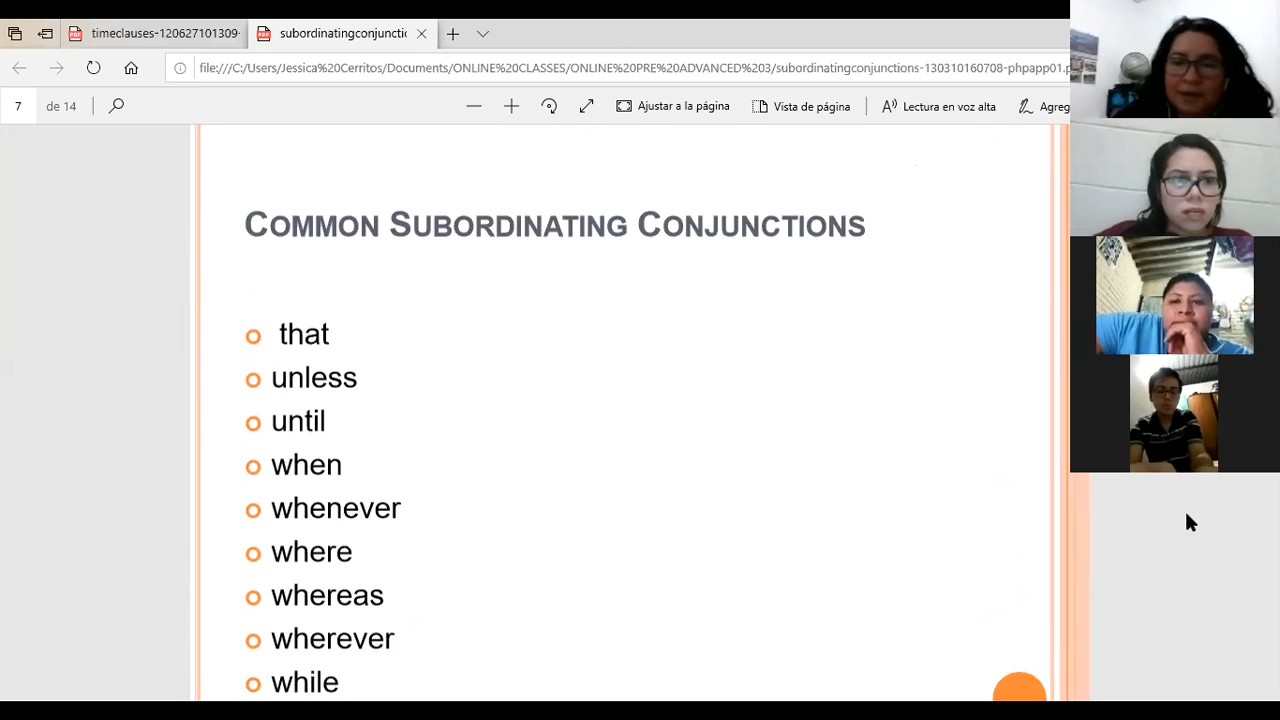 timeclauses-120627101309-
subordinatingconjuncti
file:///C:/Users/Jessica%20Cerritos/Documents/ONLINE%20CLASSES/ONLINE%20PRE%20ADVANCED%203/subordinatingconjunctions-130310160708-phpapp01.p
7 de 14
Ajustar a la página
Vista de página
Lectura en voz alta
Agreg
COMMON SUBORDINATING CONJUNCTIONS
that
unless
until
when
whenever
where
whereas
wherever
while